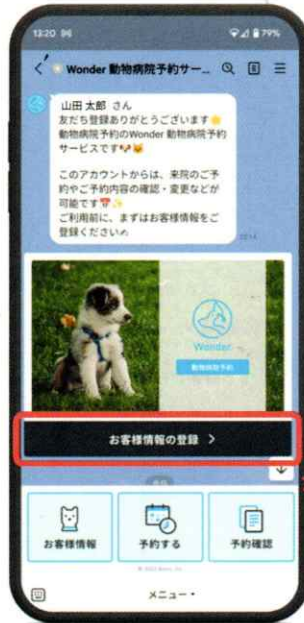 13:20
79%
Wonder 動物病院予約サー...
山田 太郎 さん
友だち登録ありがとうございます🌟
動物病院予約のWonder 動物病院予約
サービスです🐶🐱
このアカウントからは、来院のご予
約やご予約内容の確認・変更などが
可能です📅✨
ご利用前に、まずはお客様情報をご
登録ください✍
Wonder
動物病院予約
お客様情報の登録 >
お客様情報
予約する
予約確認
メニュー・